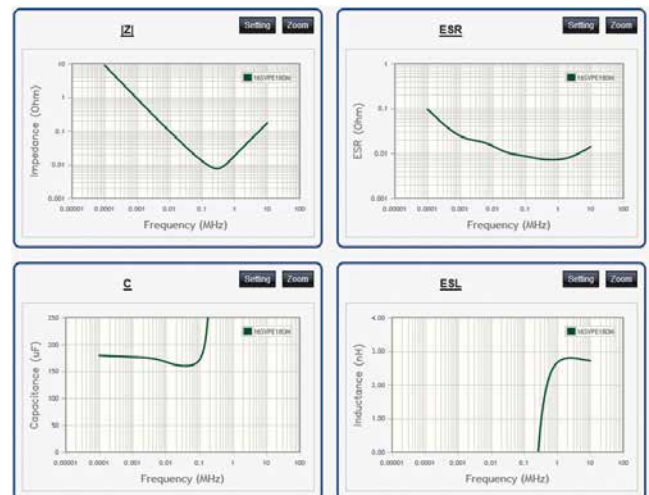 |Z|
Setting
Zoom
10
1
0.1
0.01
0.001
Impedance (Ohm)
0.00001 0.0001 0.001 0.01 0.1 1 10 100
Frequency (MHz)
ESR
Setting
Zoom
1
0.1
0.01
0.001
ESR (Ohm)
0.00001 0.0001 0.001 0.01 0.1 1 10 100
Frequency (MHz)
C
Setting
Zoom
250
200
150
100
50
0
Capacitance (uF)
0.00001 0.0001 0.001 0.01 0.1 1 10 100
Frequency (MHz)
ESL
Setting
Zoom
4.00
3.00
2.00
1.00
0.00
Inductance (nH)
0.00001 0.0001 0.001 0.01 0.1 1 10 100
Frequency (MHz)